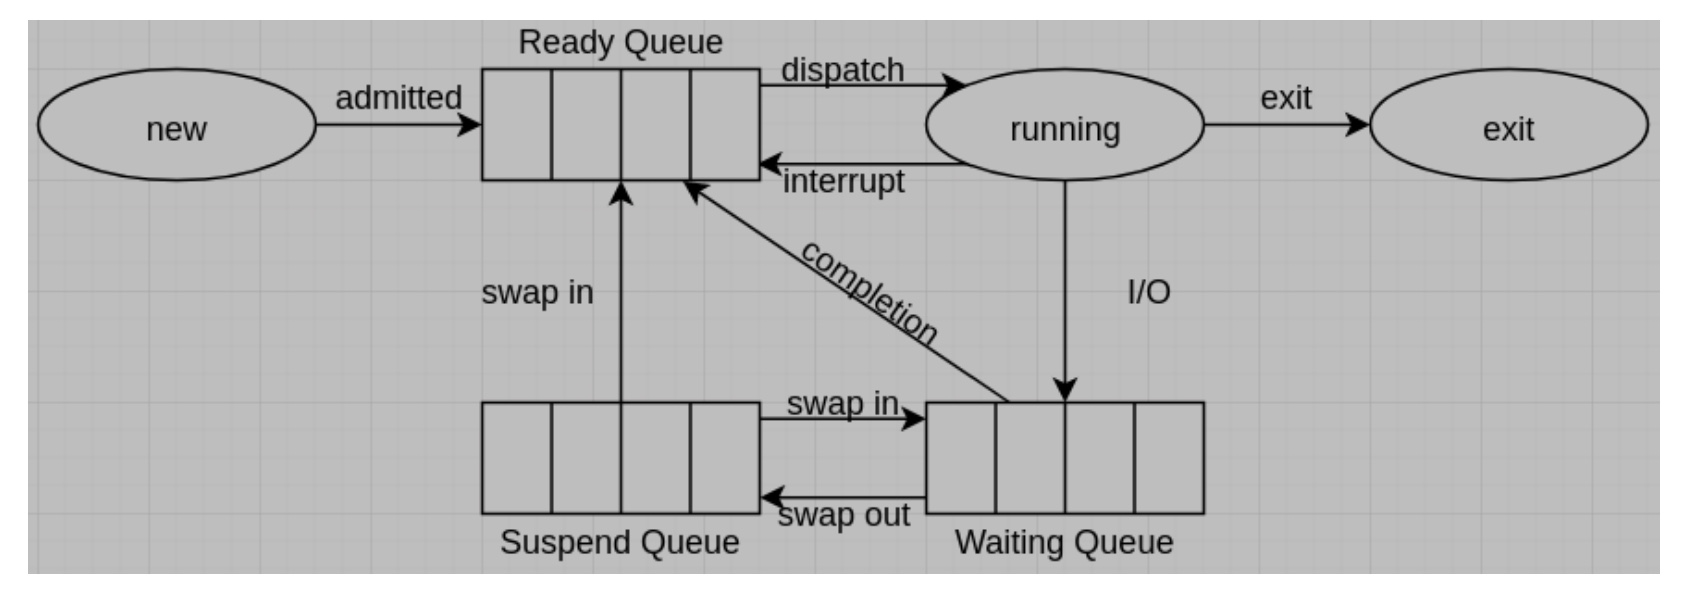 Ready Queue
dispatch
admitted
exit
new
running
exit
interrupt
completion
swap in
I/O
swap in
swap out
Suspend Queue
Waiting Queue